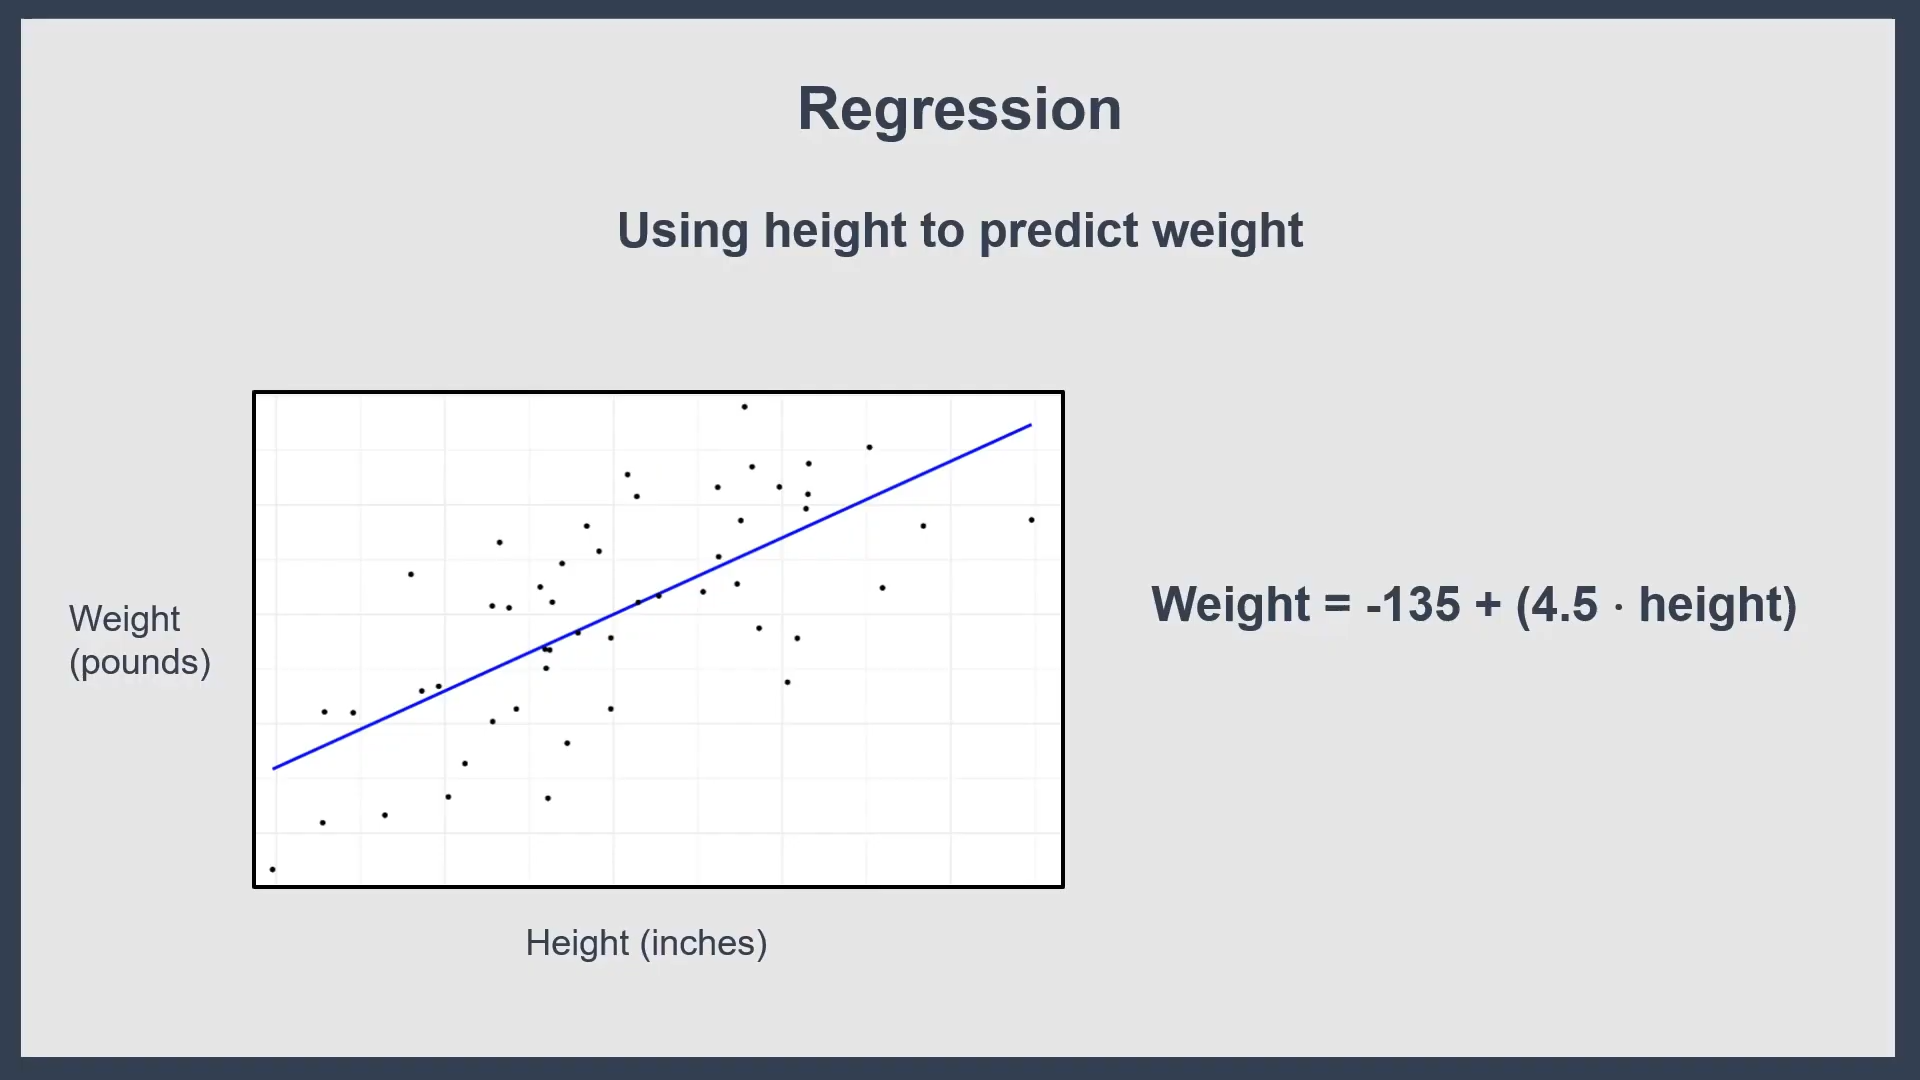 Regression
Using height to predict weight
Weight
(pounds)
Weight = -135 + (4.5 · height)
Height (inches)